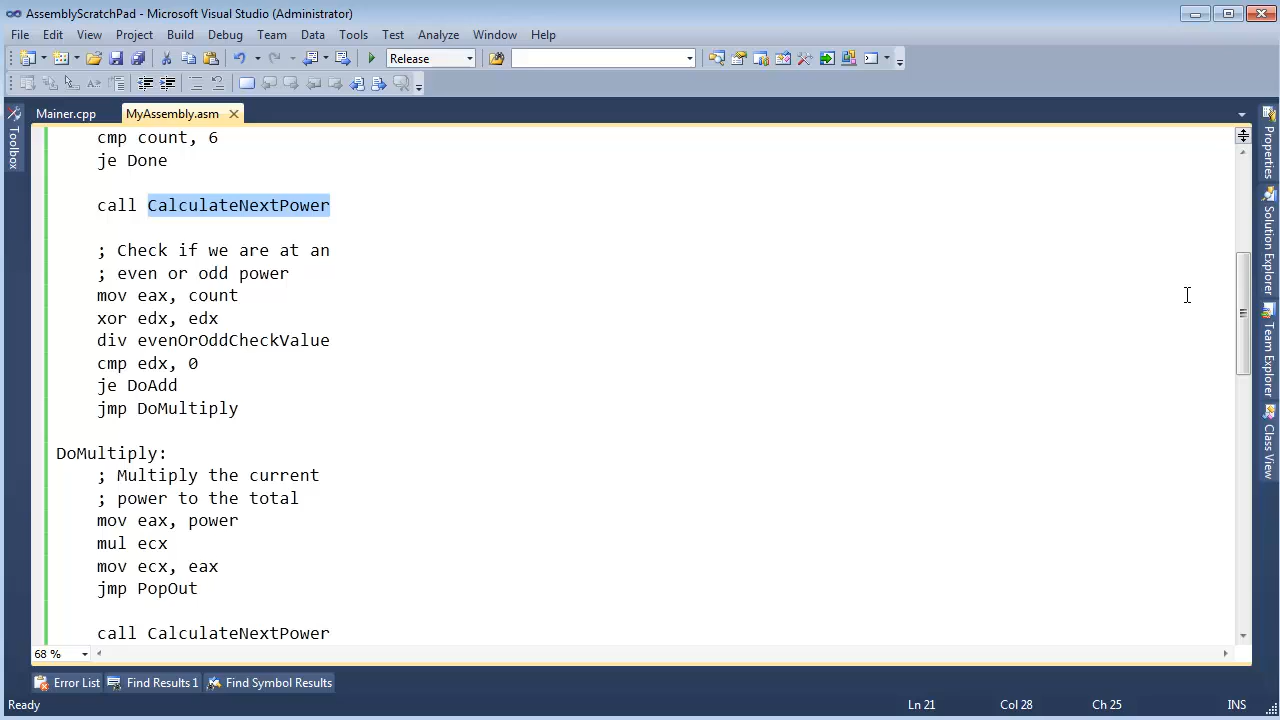 AssemblyScratchPad - Microsoft Visual Studio (Administrator)
File Edit View Project Build Debug Team Data Tools Test Analyze Window Help
Release
Mainer.cpp MyAssembly.asm
Toolbox
cmp count, 6
je Done
call CalculateNextPower
; Check if we are at an
; even or odd power
mov eax, count
xor edx, edx
div evenOrOddCheckValue
cmp edx, 0
je DoAdd
jmp DoMultiply
DoMultiply:
; Multiply the current
; power to the total
mov eax, power
mul ecx
mov ecx, eax
jmp PopOut
call CalculateNextPower
Properties
Solution Explorer
Team Explorer
Class View
68 %
Error List Find Results 1 Find Symbol Results
Ready Ln 21 Col 28 Ch 25 INS